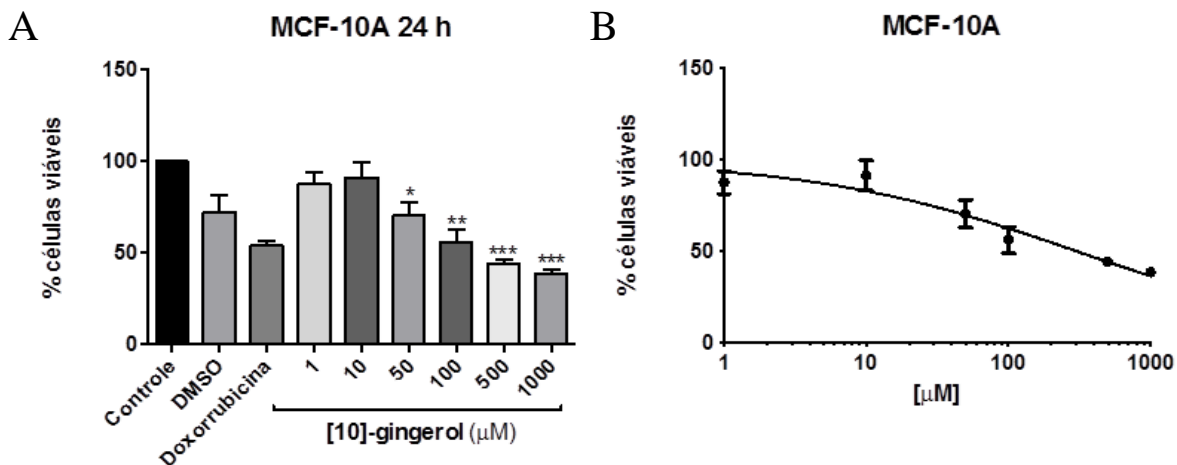 A
MCF-10A 24 h
% células viáveis
150
100
50
0
*
**
***
***
Controle
DMSO
Doxorrubicina
1
10
50
100
500
1000
[10]-gingerol (µM)
B
MCF-10A
% células viáveis
150
100
50
0
1
10
100
1000
[µM]